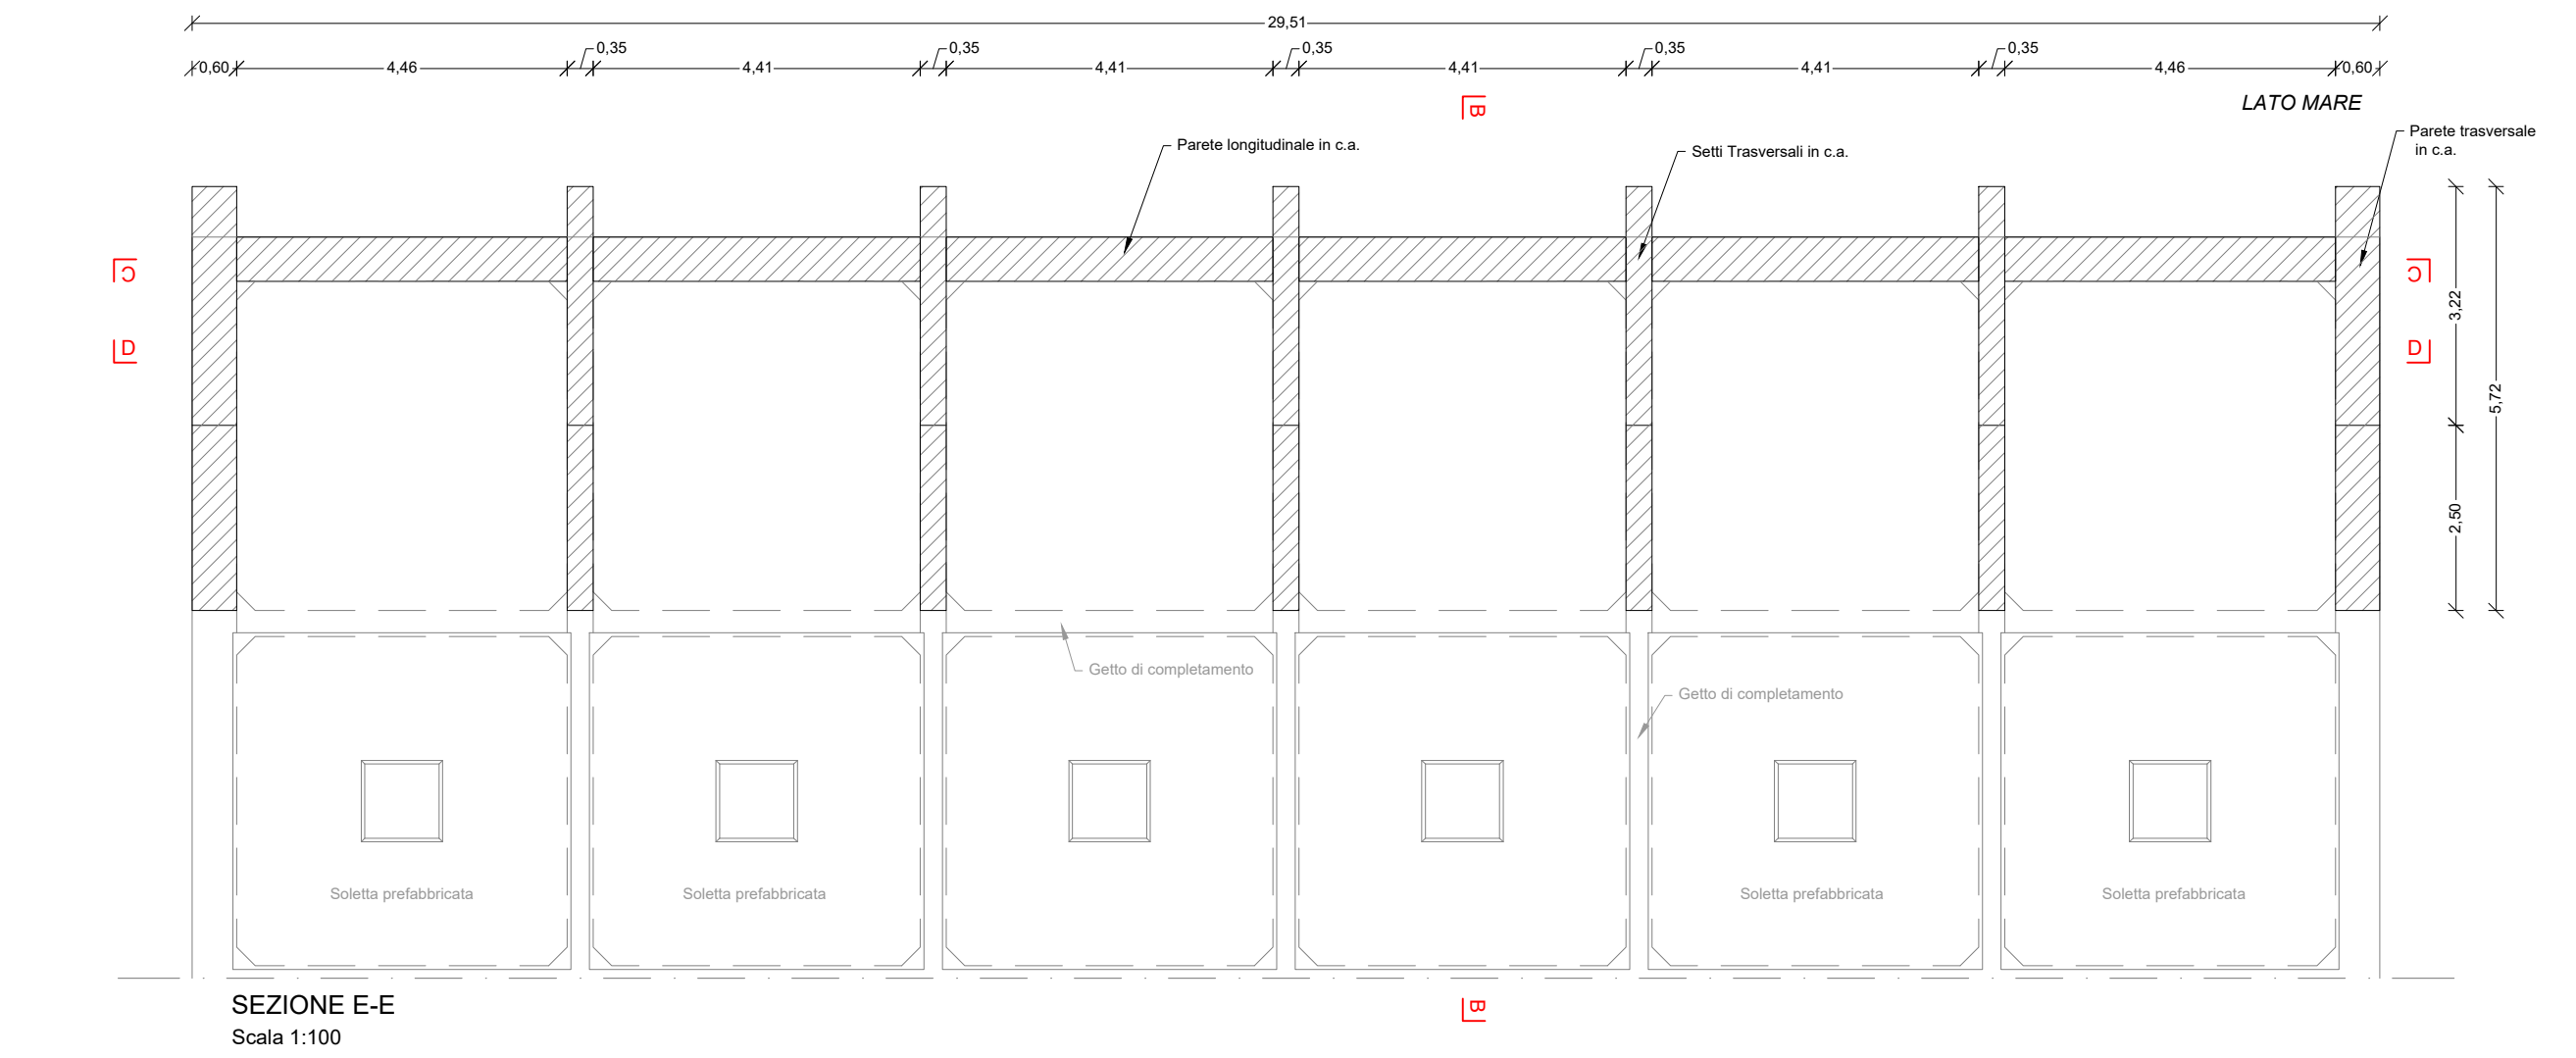 29,51
0,35 0,35 0,35 0,35 0,35
0,60 4,46 4,41 4,41 4,41 4,41 4,46 0,60
B
LATO MARE
Parete longitudinale in c.a.
Setti Trasversali in c.a.
Parete trasversale
in c.a.
C C
3,22
D D
5,72
2,50
Getto di completamento
Getto di completamento
Soletta prefabbricata Soletta prefabbricata Soletta prefabbricata Soletta prefabbricata
SEZIONE E-E
B
Scala 1:100